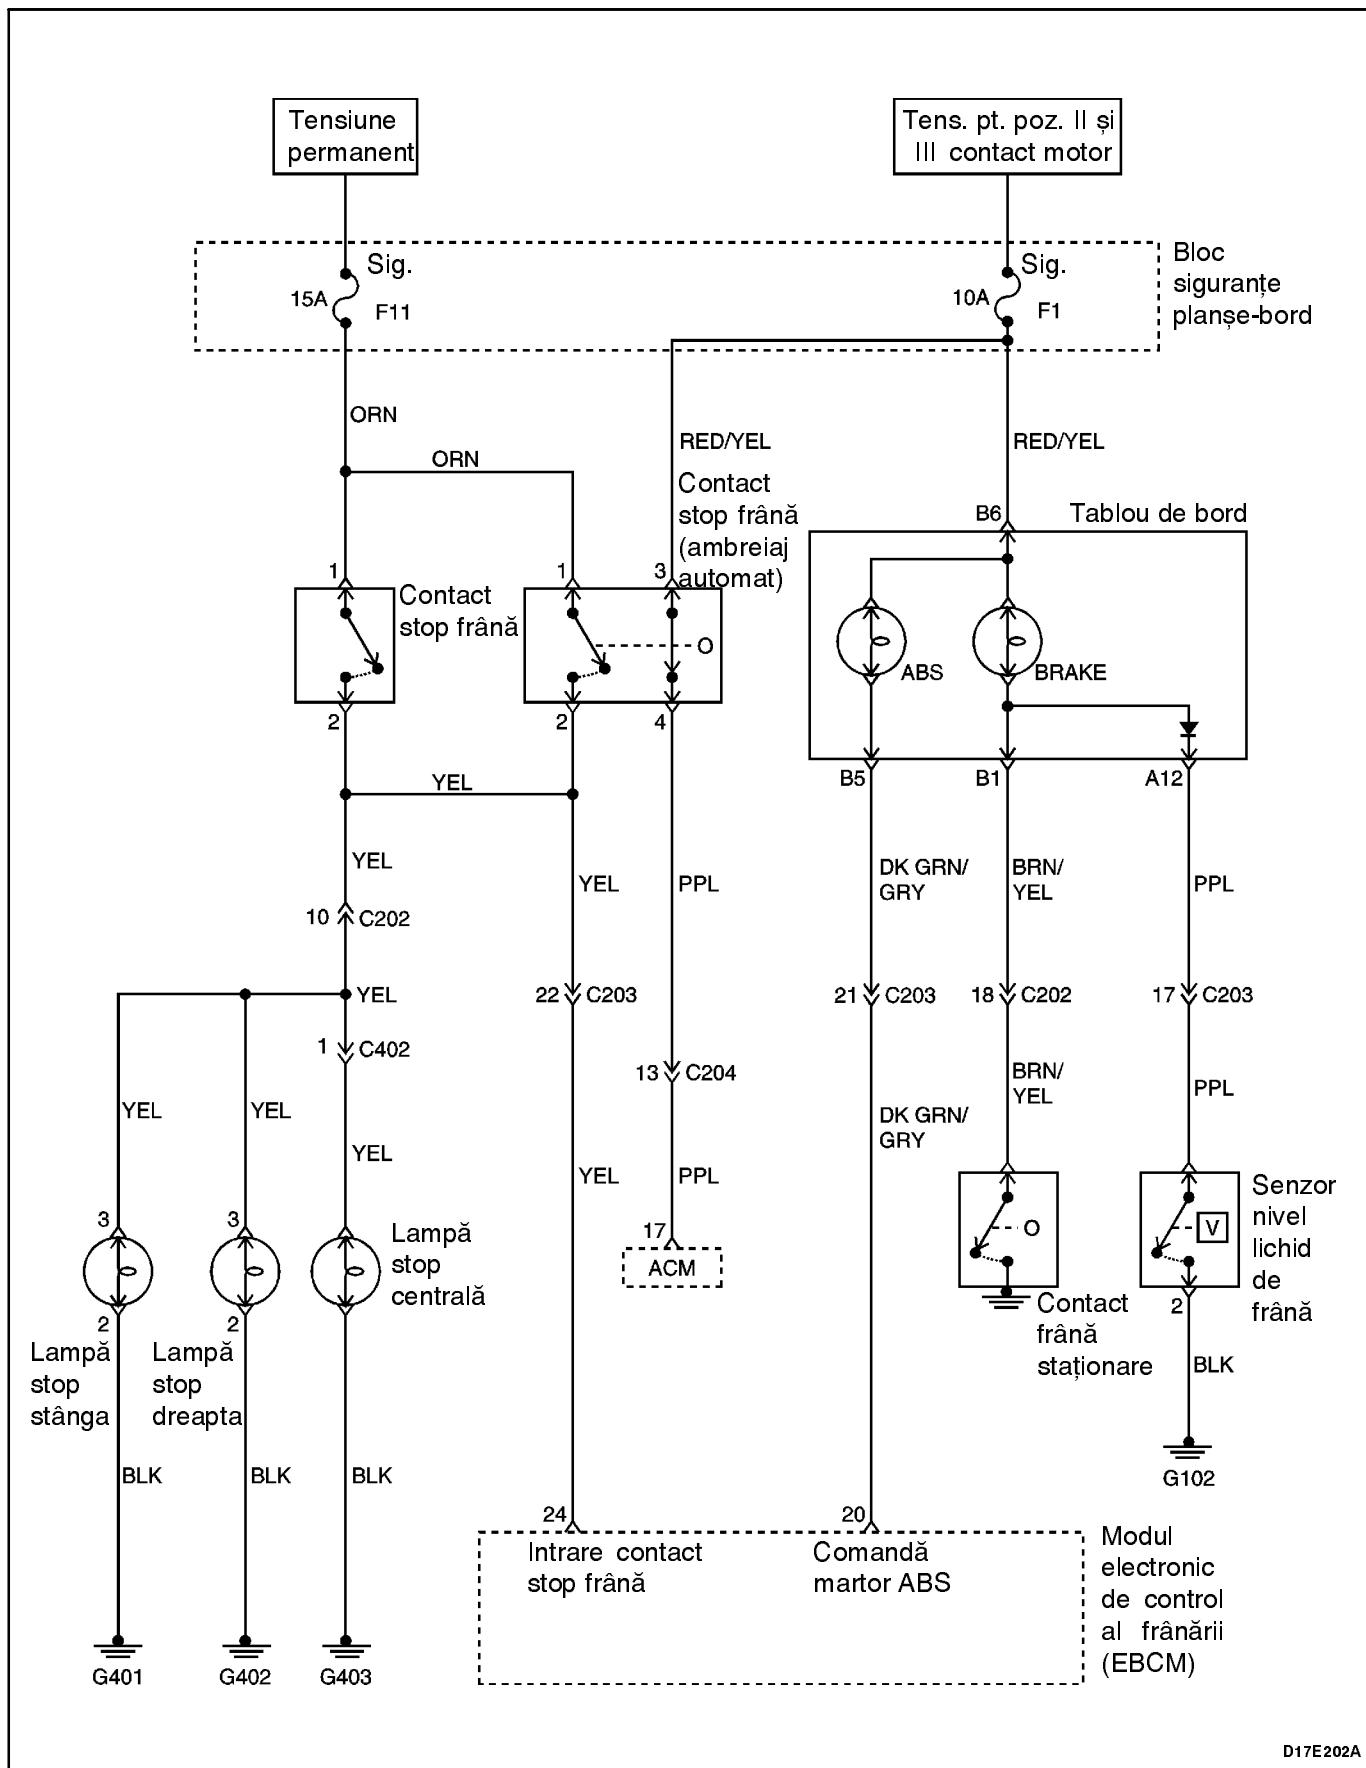 Tensiune
permanent
Tens. pt. poz. II și
III contact motor
Bloc
siguranțe
planșe-bord
Sig.
15A
F11
Sig.
10A
F1
ORN
ORN
RED/YEL
RED/YEL
Contact
stop frână
(ambreiaj
automat)
B6
Tablou de bord
1
Contact
stop frână
1
3
O
ABS
BRAKE
2
2
4
B5
B1
A12
YEL
YEL
YEL
PPL
DK GRN/
GRY
BRN/
YEL
PPL
10
C202
YEL
22
C203
21
C203
18
C202
17
C203
1
C402
13
C204
BRN/
YEL
PPL
YEL
YEL
DK GRN/
GRY
YEL
YEL
PPL
Senzor
nivel
lichid
de
frână
3
3
Lampă
stop
centrală
17
ACM
O
V
2
2
2
Contact
frână
staționare
Lampă
stop
stânga
Lampă
stop
dreapta
BLK
BLK
BLK
BLK
G102
24
20
Intrare contact
stop frână
Comandă
martor ABS
Modul
electronic
de control
al frânării
(EBCM)
G401
G402
G403
D17E202A